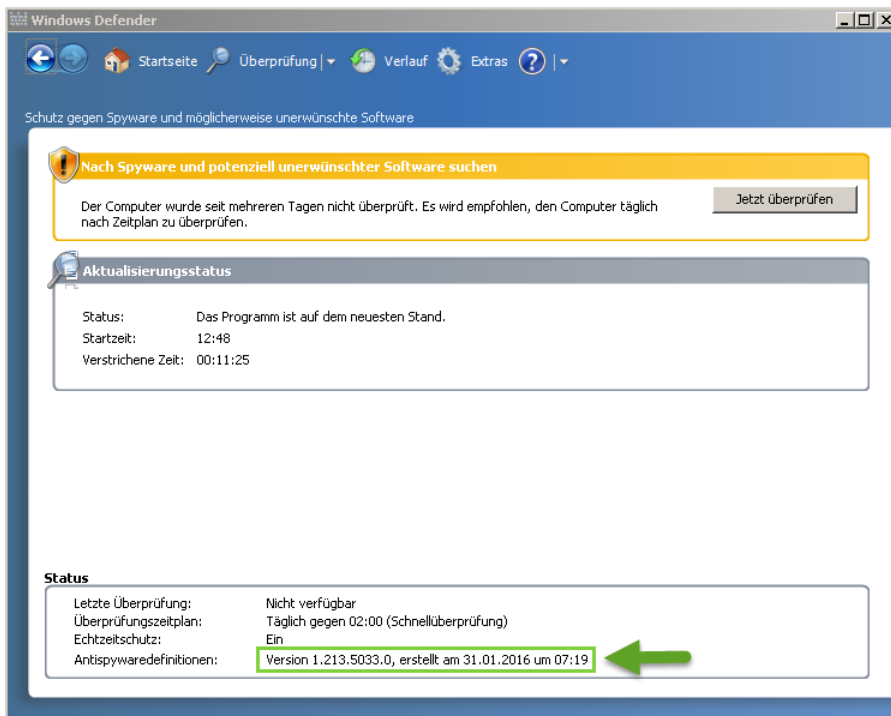 Windows Defender
Startseite Überprüfung Verlauf Extras ?
Schutz gegen Spyware und möglicherweise unerwünschte Software
Nach Spyware und potenziell unerwünschter Software suchen
Der Computer wurde seit mehreren Tagen nicht überprüft. Es wird empfohlen, den Computer täglich
nach Zeitplan zu überprüfen.
Jetzt überprüfen
Aktualisierungsstatus
Status: Das Programm ist auf dem neuesten Stand.
Startzeit: 12:48
Verstrichene Zeit: 00:11:25
Status
Letzte Überprüfung: Nicht verfügbar
Überprüfungszeitplan: Täglich gegen 02:00 (Schnellüberprüfung)
Echtzeitschutz: Ein
Antispywaredefinitionen: Version 1.213.5033.0, erstellt am 31.01.2016 um 07:19